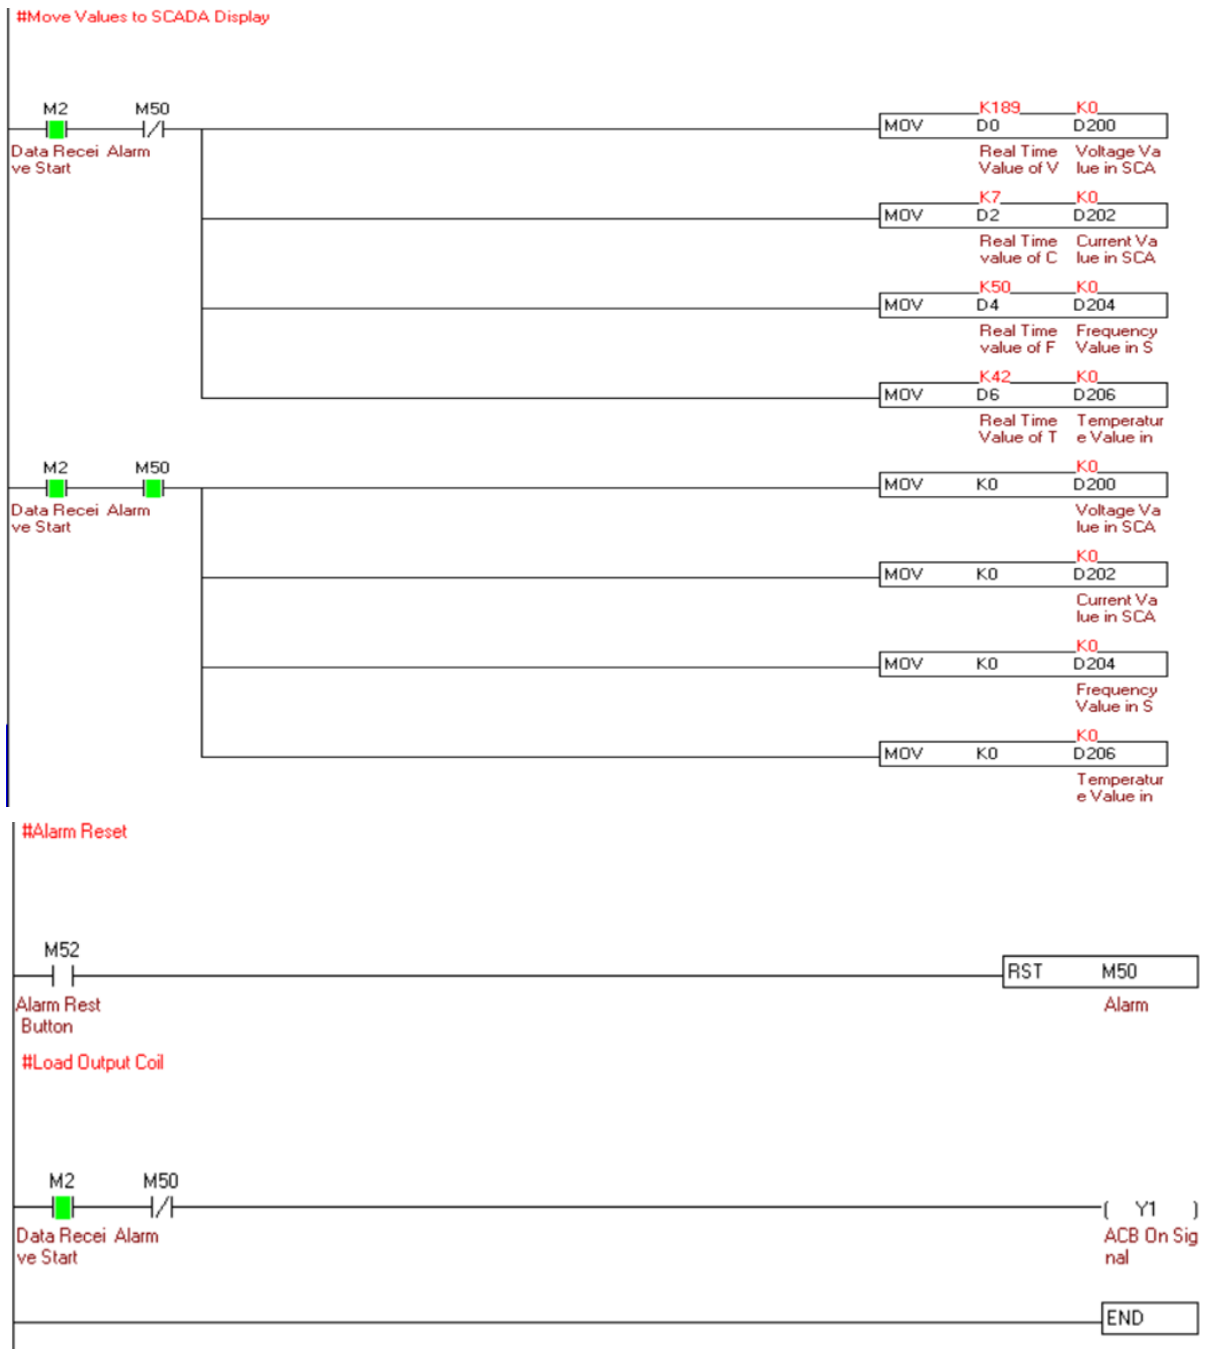 #Move Values to SCADA Display
M2 M50 K189 K0
MOV D0 D200
Data Recei Alarm Real Time Voltage Va
ve Start Value of V lue in SCA
K7 K0
MOV D2 D202
Real Time Current Va
value of C lue in SCA
K50 K0
MOV D4 D204
Real Time Frequency
value of F Value in S
K42 K0
MOV D6 D206
Real Time Temperatur
Value of T e Value in
M2 M50 K0
MOV K0 D200
Data Recei Alarm Voltage Va
ve Start lue in SCA
K0
MOV K0 D202
Current Va
lue in SCA
K0
MOV K0 D204
Frequency
Value in S
K0
MOV K0 D206
Temperatur
e Value in
#Alarm Reset
M52
RST M50
Alarm Rest Alarm
Button
#Load Output Coil
M2 M50
( Y1 )
Data Recei Alarm ACB On Sig
ve Start nal
END